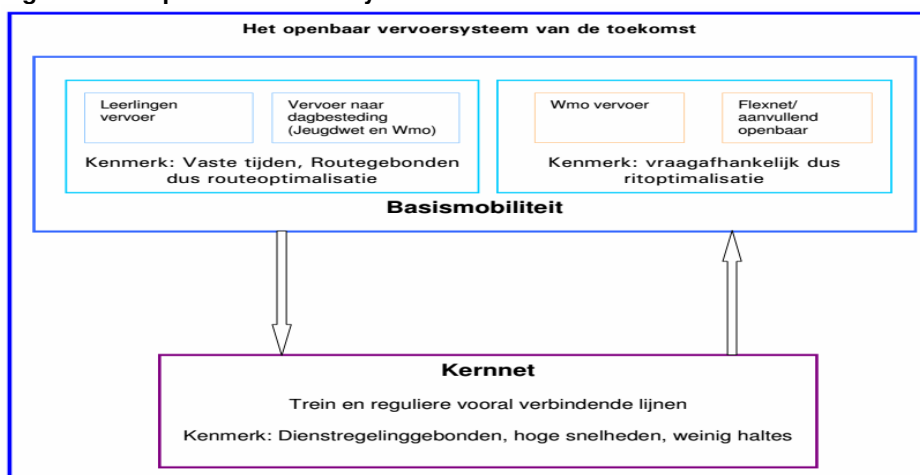 Het openbaar vervoersysteem van de toekomst
Leerlingen
vervoer
Vervoer naar
dagbesteding
(Jeugdwet en Wmo)
Kenmerk: Vaste tijden, Routegebonden
dus routeoptimalisatie
Wmo vervoer
Flexnet/
aanvullend
openbaar
Kenmerk: vraagafhankelijk dus
ritoptimalisatie
Basismobiliteit
Kernnet
Trein en reguliere vooral verbindende lijnen
Kenmerk: Dienstregelinggebonden, hoge snelheden, weinig haltes